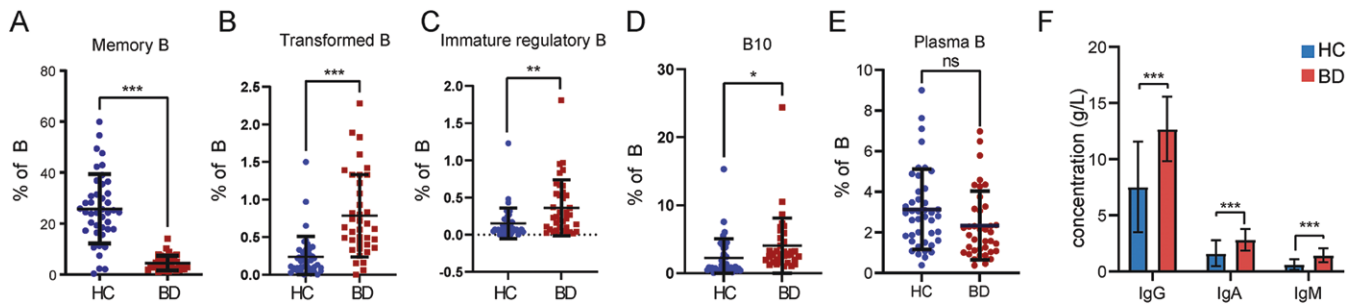 A
Memory B
***
% of B
80
60
40
20
0
HC
BD
B
Transformed B
***
% of B
2.5
2.0
1.5
1.0
0.5
0.0
HC
BD
C
Immature regulatory B
**
% of B
2.0
1.5
1.0
0.5
0.0
-0.5
HC
BD
D
B10
*
% of B
30
20
10
0
HC
BD
E
Plasma B
ns
% of B
10
8
6
4
2
0
HC
BD
F
HC
BD
concentration (g/L)
20
15
10
5
0
***
***
***
IgG
IgA
IgM